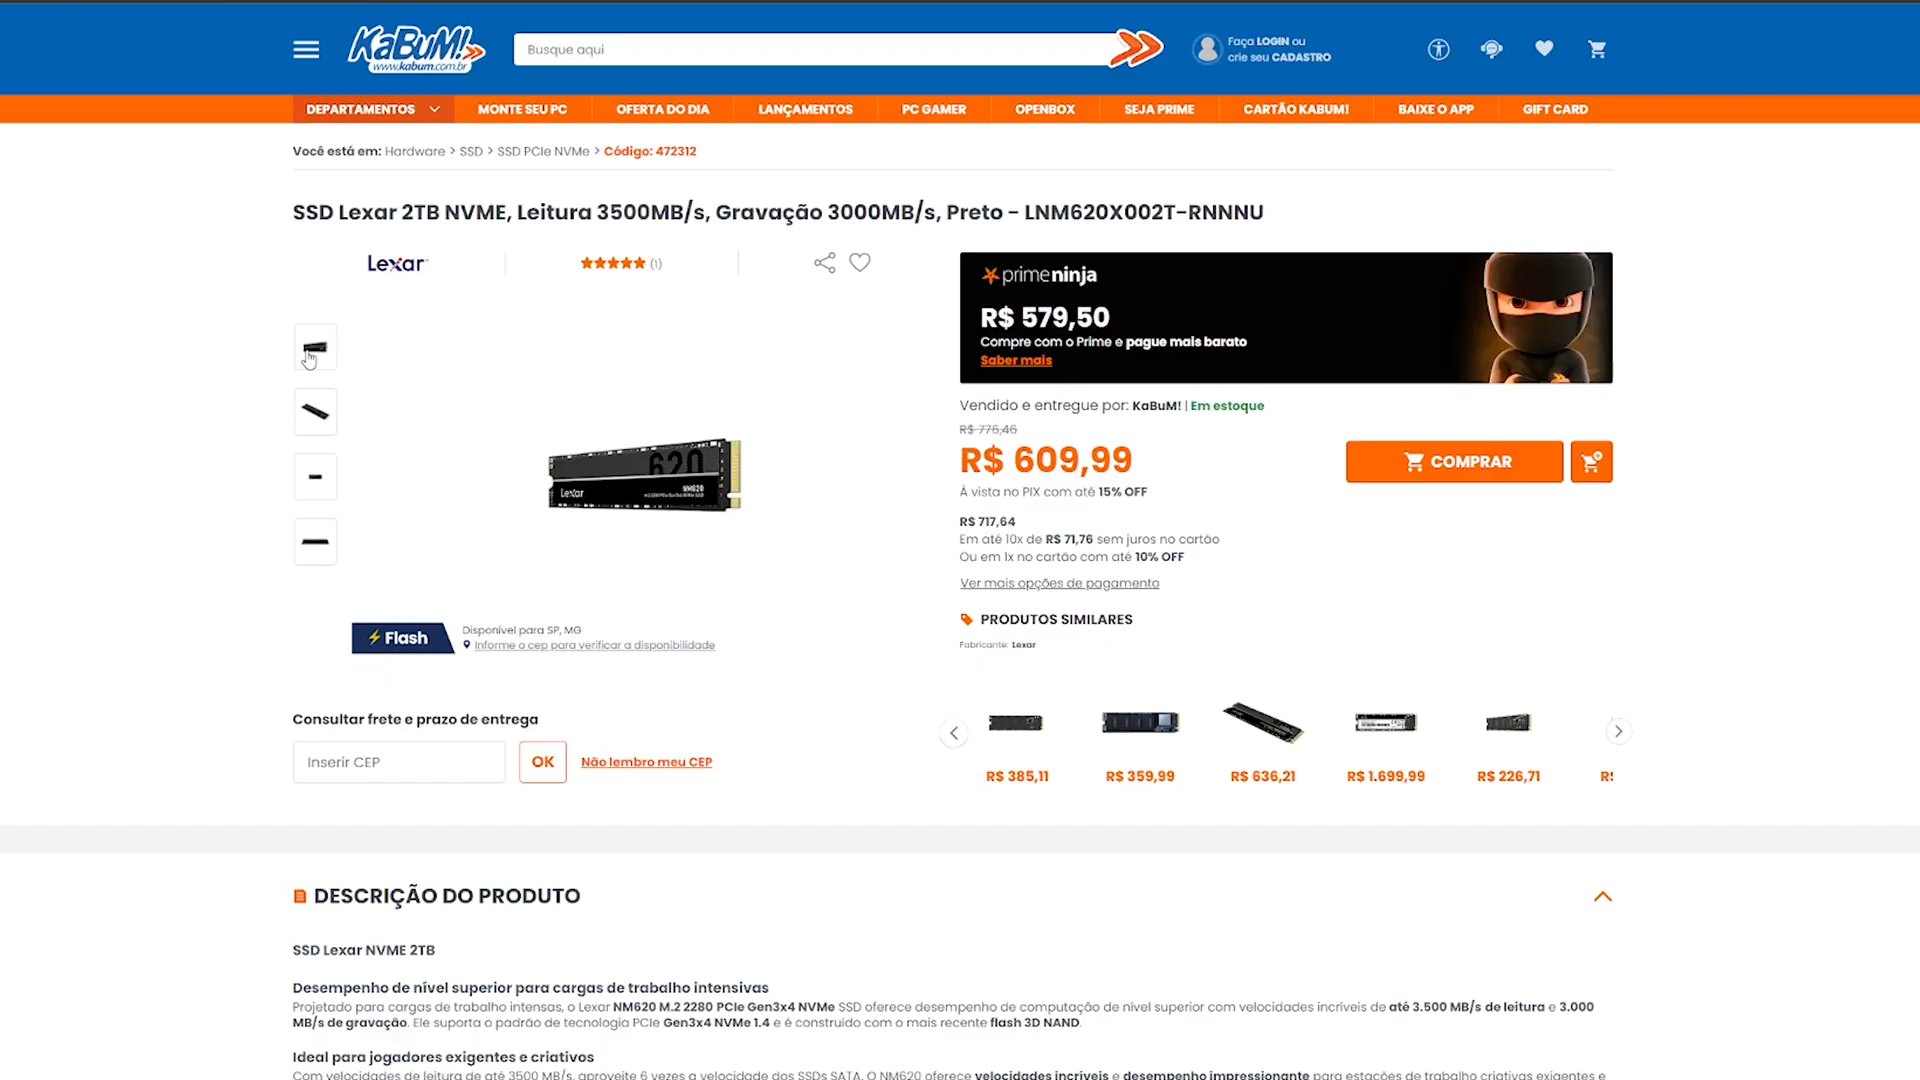 KaBuM!
www.kabum.com.br
Busque aqui
Faça LOGIN ou
crie seu CADASTRO
DEPARTAMENTOS
MONTE SEU PC
OFERTA DO DIA
LANÇAMENTOS
PC GAMER
OPENBOX
SEJA PRIME
CARTÃO KABUM!
BAIXE O APP
GIFT CARD
Você está em: Hardware > SSD > SSD PCIe NVMe > Código: 472312
SSD Lexar 2TB NVME, Leitura 3500MB/s, Gravação 3000MB/s, Preto - LNM620X002T-RNNNU
Lexar
(1)
primeninja
R$ 579,50
Compre com o Prime e pague mais barato
Saber mais
620
Lexar
NM620
Vendido e entregue por: KaBuM! | Em estoque
R$ 776,46
R$ 609,99
À vista no PIX com até 15% OFF
COMPRAR
R$ 717,64
Em até 10x de R$ 71,76 sem juros no cartão
Ou em 1x no cartão com até 10% OFF
Ver mais opções de pagamento
PRODUTOS SIMILARES
Fabricante: Lexar
Flash
Disponível para SP, MG
Informe o cep para verificar a disponibilidade
Consultar frete e prazo de entrega
Inserir CEP
OK
Não lembro meu CEP
R$ 385,11
R$ 359,99
R$ 636,21
R$ 1.699,99
R$ 226,71
DESCRIÇÃO DO PRODUTO
SSD Lexar NVME 2TB
Desempenho de nível superior para cargas de trabalho intensivas
Projetado para cargas de trabalho intensas, o Lexar NM620 M.2 2280 PCIe Gen3x4 NVMe SSD oferece desempenho de computação de nível superior com velocidades incríveis de até 3.500 MB/s de leitura e 3.000
MB/s de gravação. Ele suporta o padrão de tecnologia PCIe Gen3x4 NVMe 1.4 e é construído com o mais recente flash 3D NAND.
Ideal para jogadores exigentes e criativos
Com velocidades de leitura de até 3500 MB/s, aproveite 6 vezes a velocidade dos SSDs SATA. O NM620 oferece velocidades incríveis e desempenho impressionante para estações de trabalho criativas exigentes e